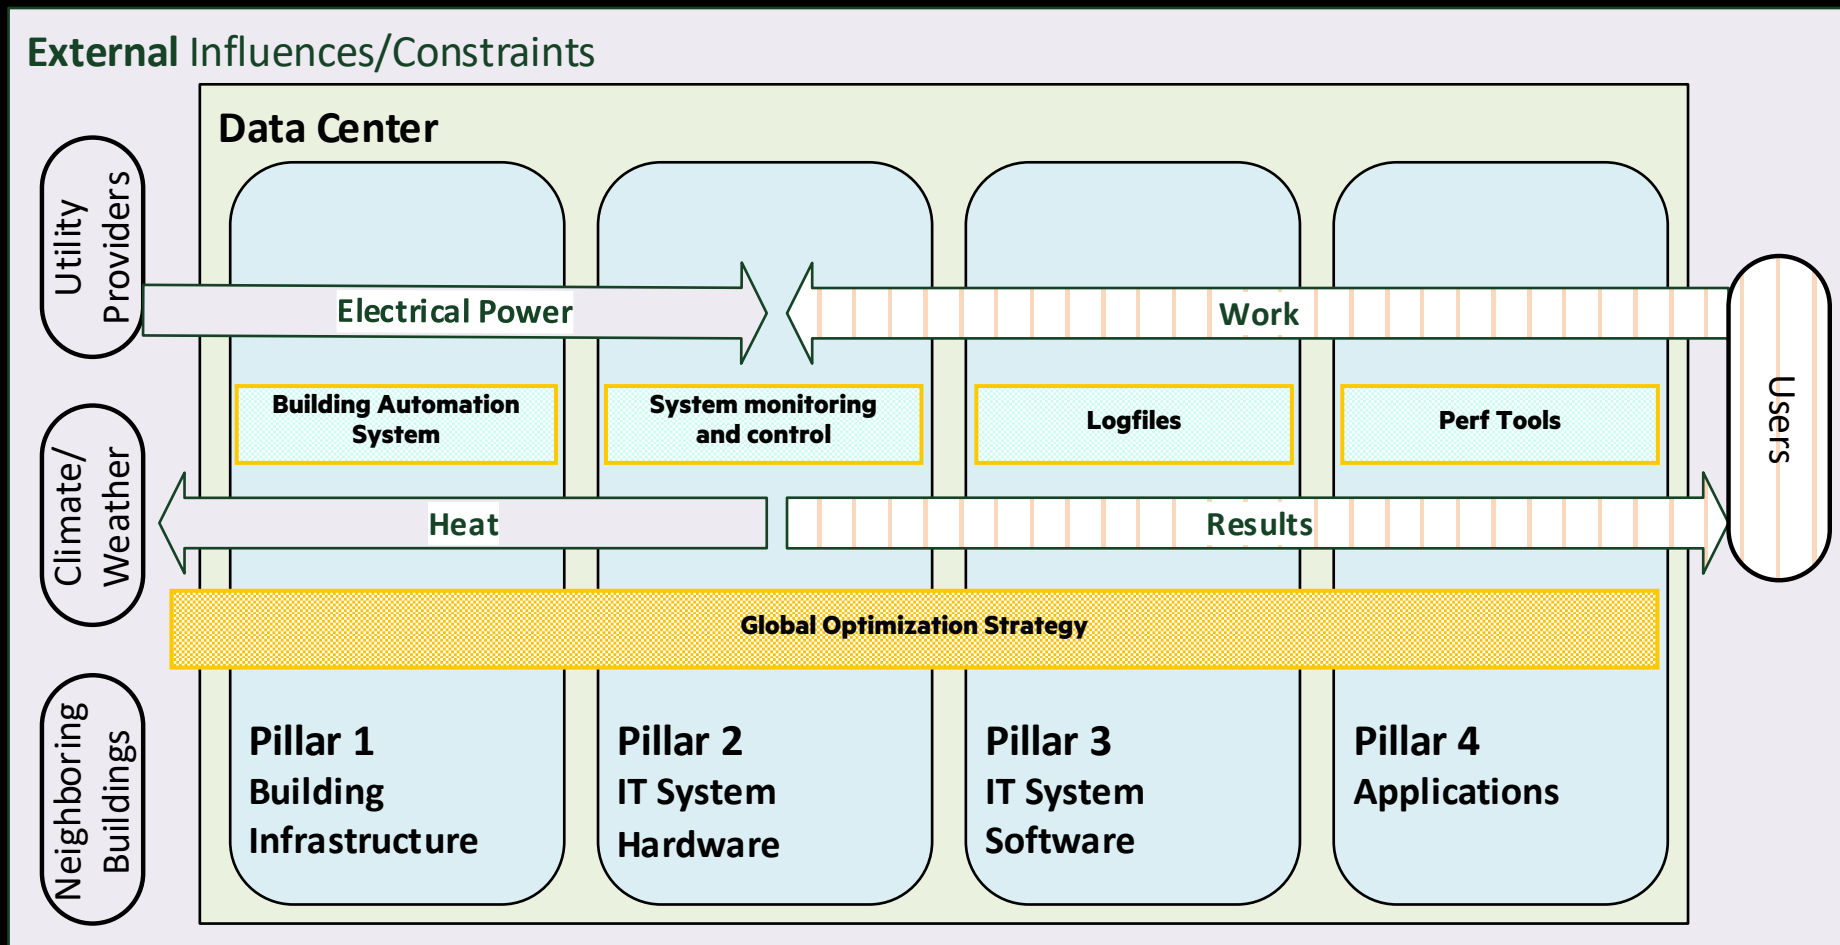 External Influences/Constraints
Data Center
Utility
Providers
Climate/
Weather
Neighboring
Buildings
Electrical Power
Work
Users
Building Automation
System
System monitoring
and control
Logfiles
Perf Tools
Heat
Results
Global Optimization Strategy
Pillar 1
Building
Infrastructure
Pillar 2
IT System
Hardware
Pillar 3
IT System
Software
Pillar 4
Applications